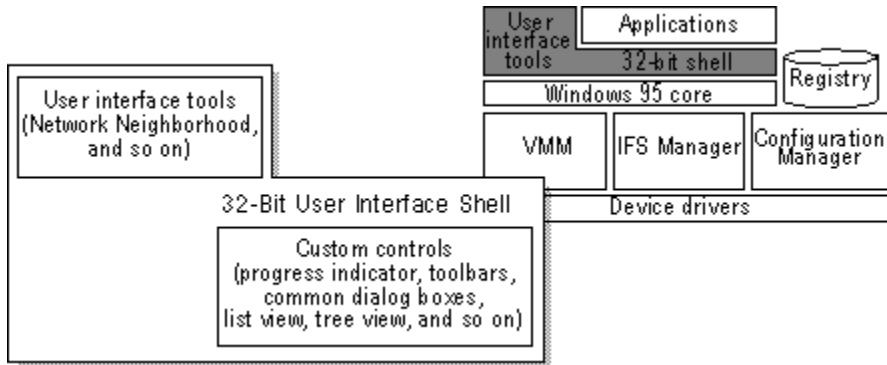 User interface tools
(Network Neighborhood,
and so on)
32-Bit User Interface Shell
Custom controls
(progress indicator, toolbars,
common dialog boxes,
list view, tree view, and so on)
User
interface
tools
Applications
32-bit shell
Registry
Windows 95 core
VMM
IFS Manager
Configuration
Manager
Device drivers